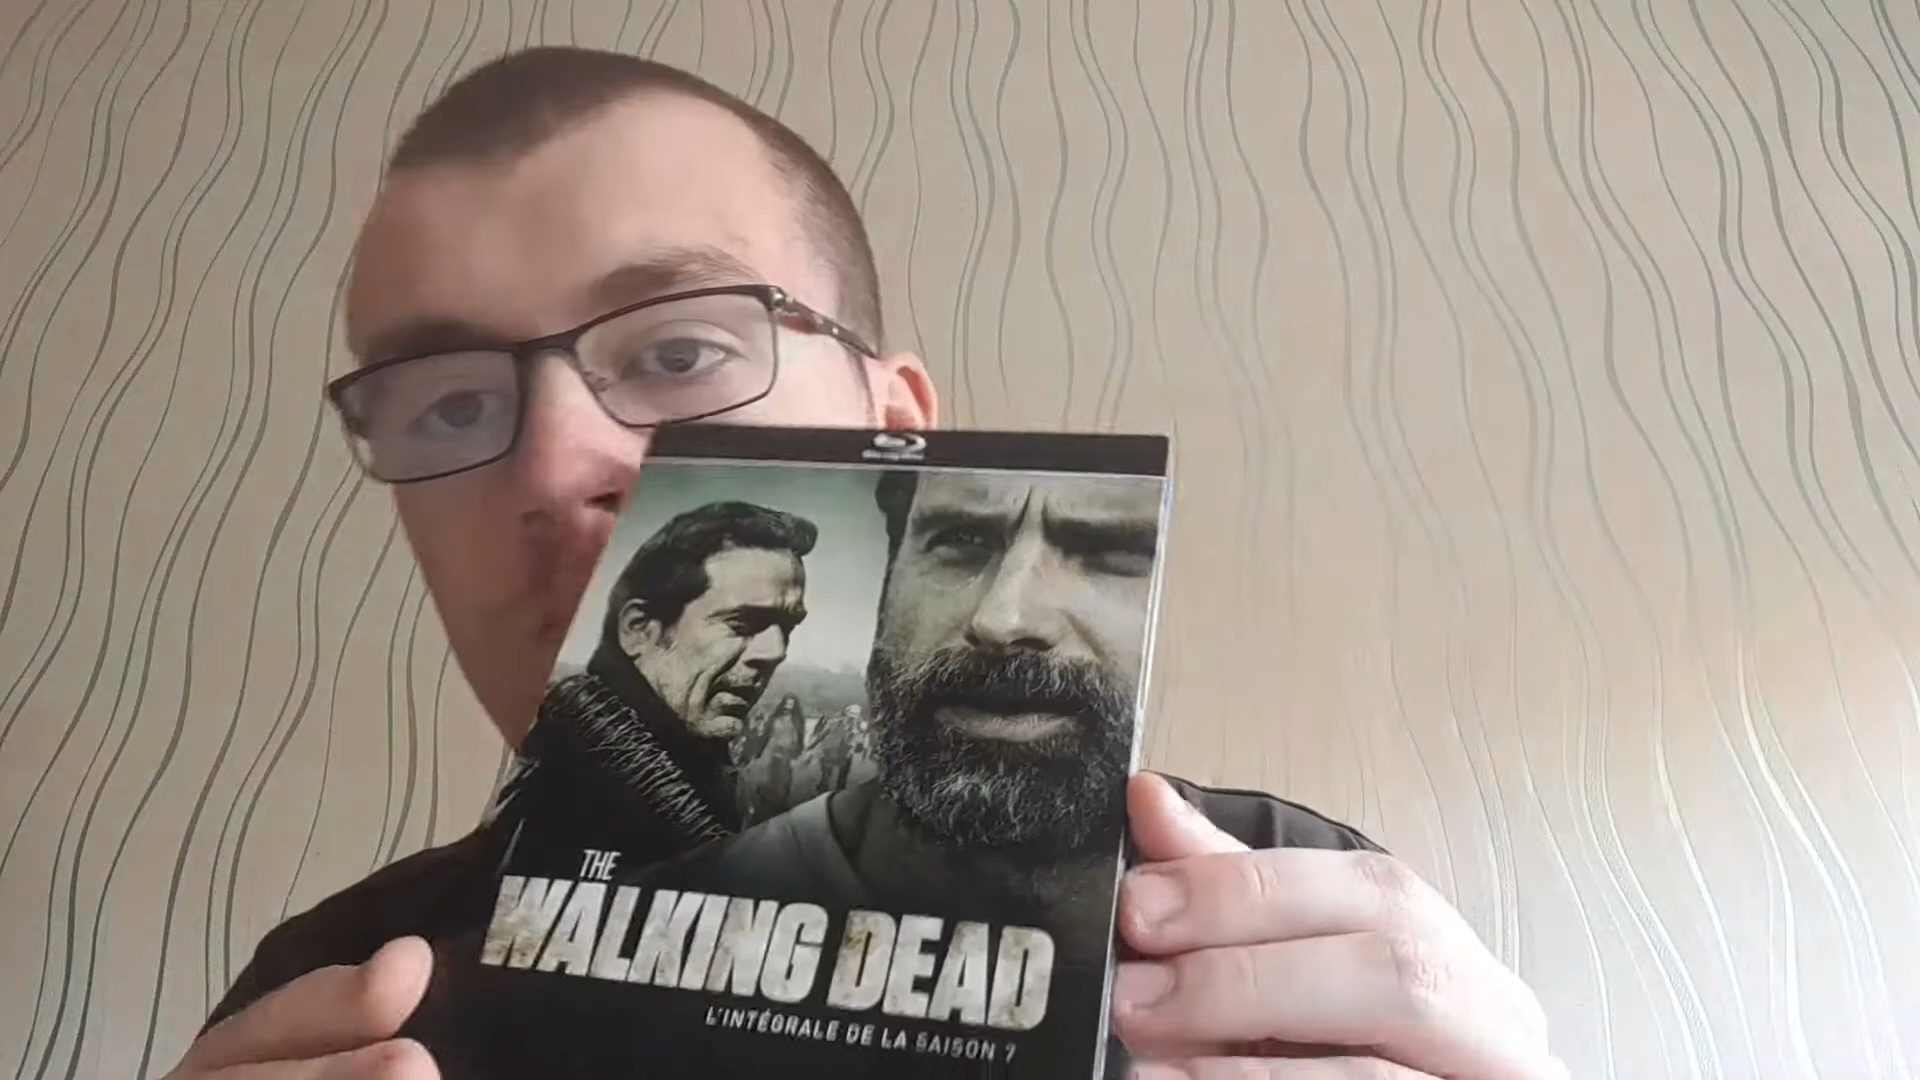 THE
WALKING DEAD
L'INTÉGRALE DE LA SAISON 7